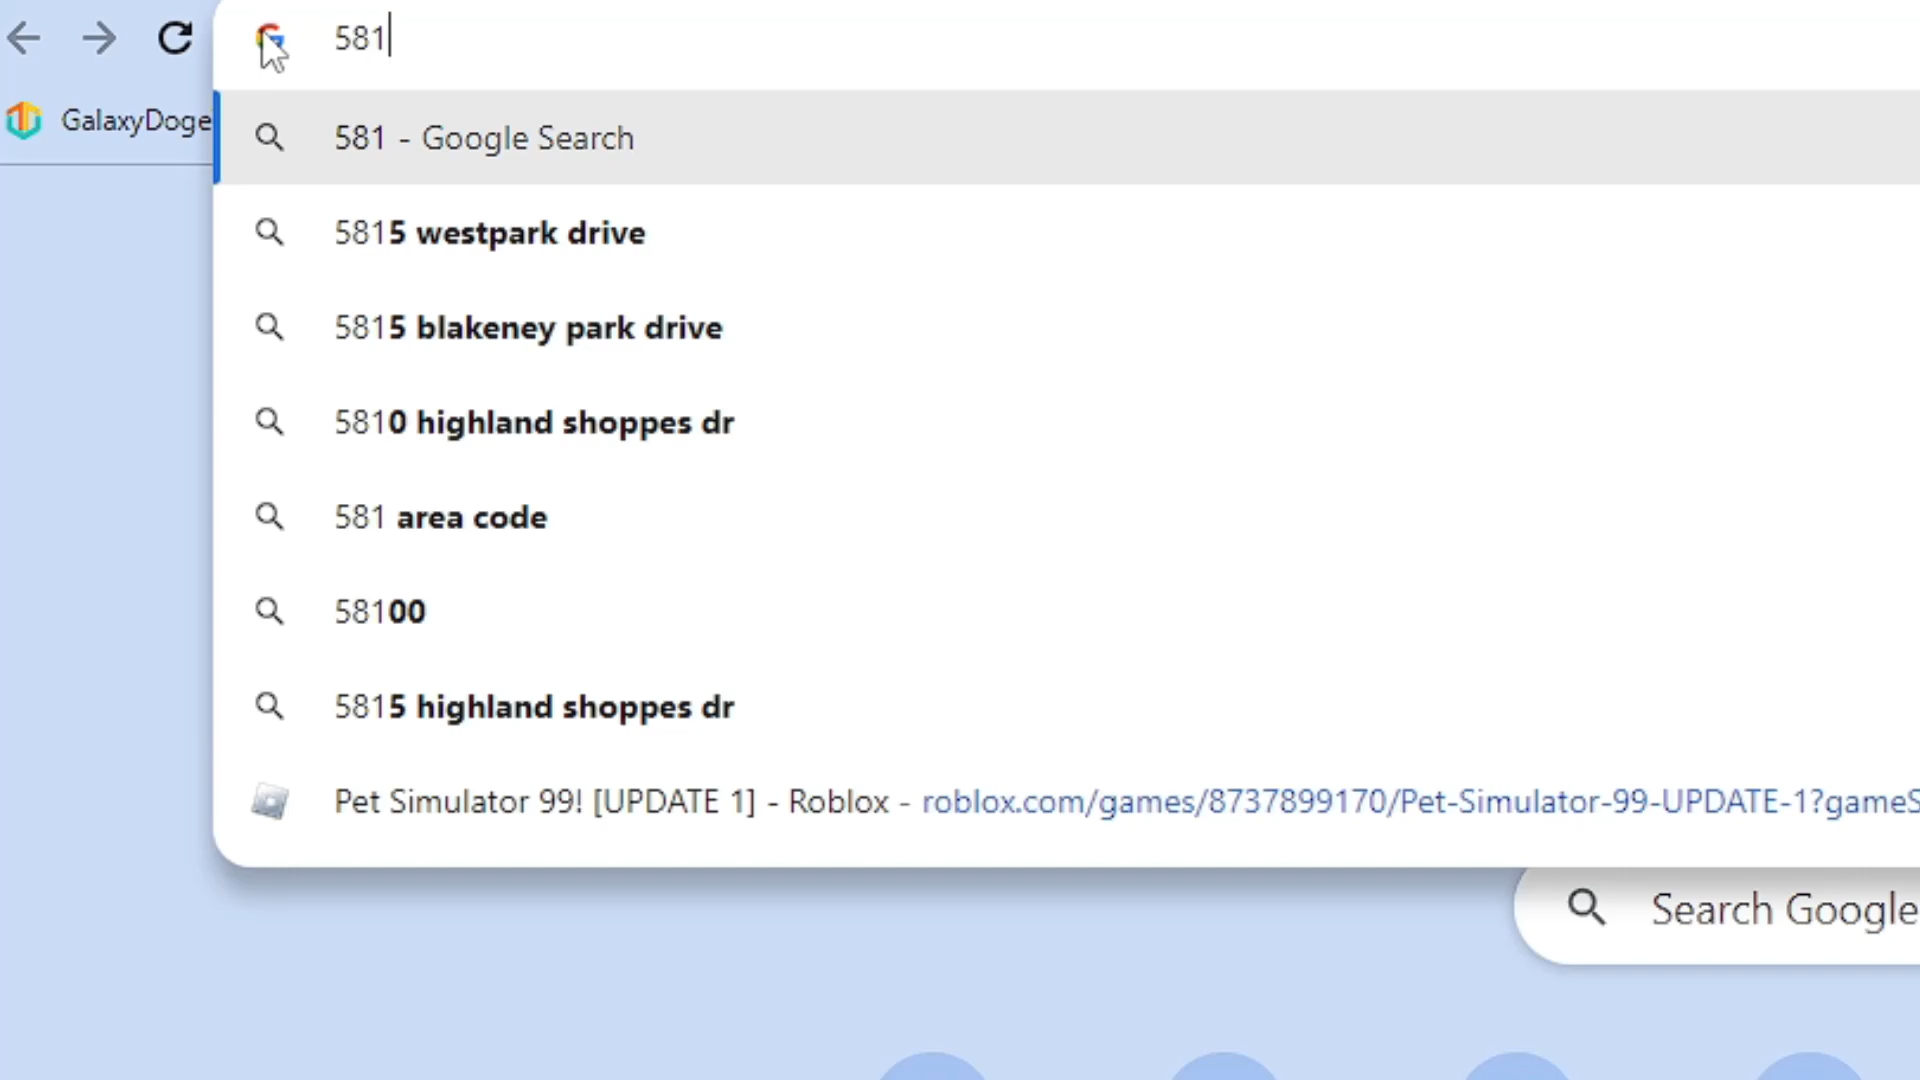 581
GalaxyDoge
581 - Google Search
5815 westpark drive
5815 blakeney park drive
5810 highland shoppes dr
581 area code
58100
5815 highland shoppes dr
Pet Simulator 99! [UPDATE 1] - Roblox - roblox.com/games/8737899170/Pet-Simulator-99-UPDATE-1?gameS
Search Google